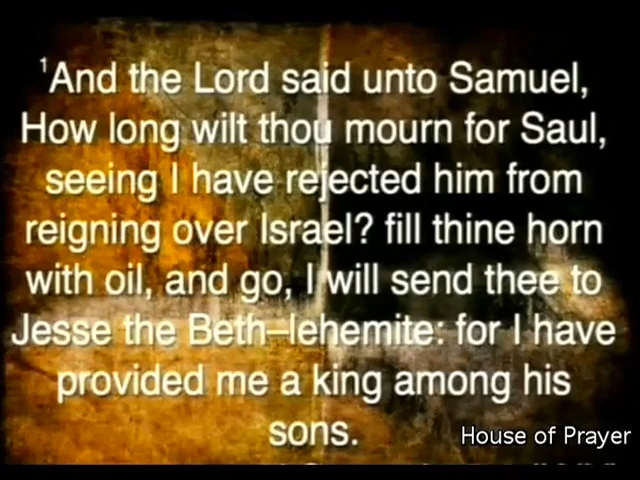 ¹And the Lord said unto Samuel,
How long wilt thou mourn for Saul,
seeing I have rejected him from
reigning over Israel? fill thine horn
with oil, and go, I will send thee to
Jesse the Beth–lehemite: for I have
provided me a king among his
sons.
House of Prayer